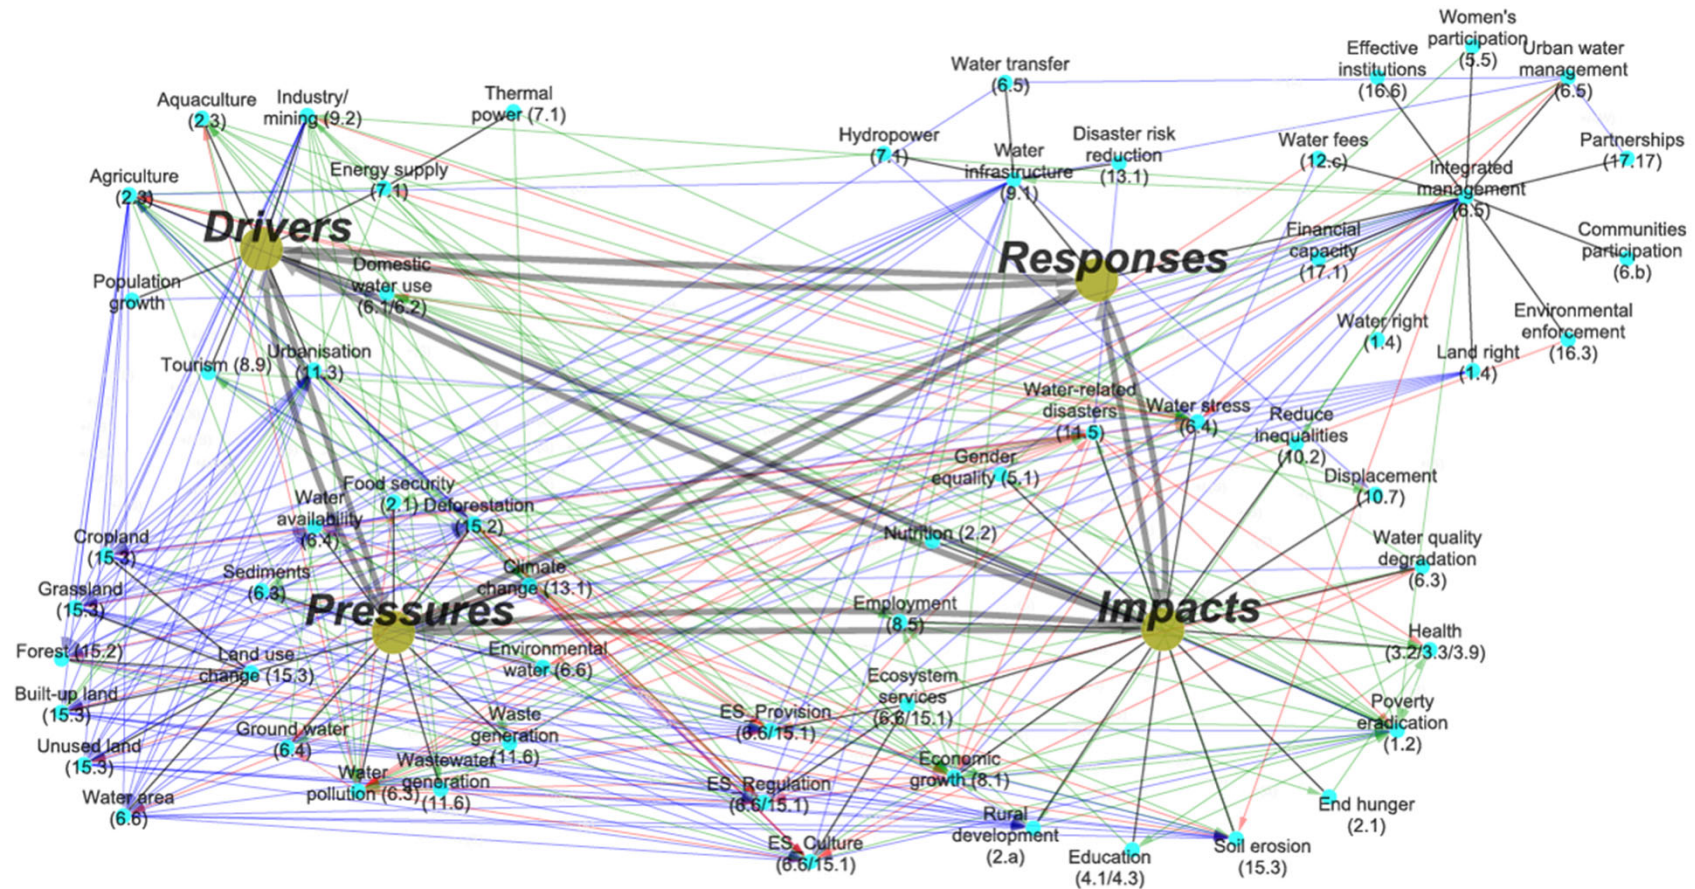 Women's
participation
(5.5)
Effective
institutions
(16.6)
Urban water
management
(6.5)
Water transfer
(6.5)
Thermal
power (7.1)
Aquaculture
(2.3)
Industry/
mining (9.2)
Hydropower
(7.1)
Disaster risk
reduction
(13.1)
Water
infrastructure
(9.1)
Water fees
(12.c)
Partnerships
(17.17)
Integrated
management
(6.5)
Energy supply
(7.1)
Agriculture
(2.3)
Drivers
Responses
Financial
capacity
(17.1)
Communities
participation
(6.b)
Domestic
water use
(6.1/6.2)
Population
growth
Environmental
enforcement
(16.3)
Water right
(1.4)
Land right
(1.4)
Tourism (8.9)
Urbanisation
(11.3)
Water-related
disasters
(11.5)
Water stress
(6.4)
Reduce
inequalities
(10.2)
Gender
equality (5.1)
Displacement
(10.7)
Food security
(2.1)
Water
availability
(6.4)
Deforestation
(15.2)
Nutrition (2.2)
Cropland
(15.3)
Water quality
degradation
(6.3)
Sediments
(6.3)
Climate
change (13.1)
Grassland
(15.3)
Pressures
Employment
(8.5)
Impacts
Health
(3.2/3.3/3.9)
Forest (15.2)
Land use
change (15.3)
Environmental
water (6.6)
Ecosystem
services
(6.6/15.1)
Built-up land
(15.3)
ES_Provision
(6.6/15.1)
Poverty
eradication
(1.2)
Ground water
(6.4)
Waste
generation
(11.6)
Unused land
(15.3)
Water
pollution (6.3)
Wastewater
generation
(11.6)
Economic
growth (8.1)
ES_Regulation
(6.6/15.1)
Water area
(6.6)
End hunger
(2.1)
Rural
development
(2.a)
ES_Culture
(6.6/15.1)
Education
(4.1/4.3)
Soil erosion
(15.3)